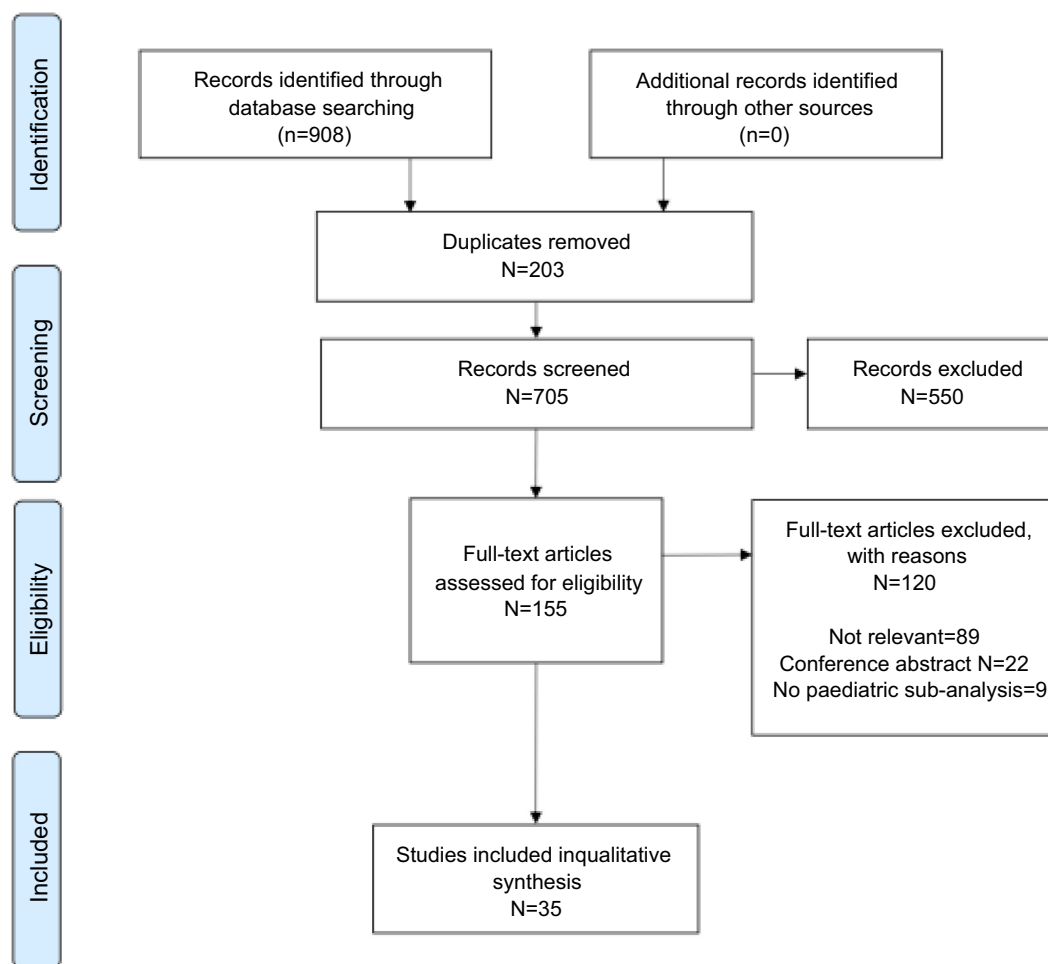 Identification
Records identified through
database searching
(n=908)
Additional records identified
through other sources
(n=0)
Duplicates removed
N=203
Screening
Records screened
N=705
Records excluded
N=550
Eligibility
Full-text articles
assessed for eligibility
N=155
Full-text articles excluded,
with reasons
N=120
Not relevant=89
Conference abstract N=22
No paediatric sub-analysis=9
Included
Studies included inqualitative
synthesis
N=35